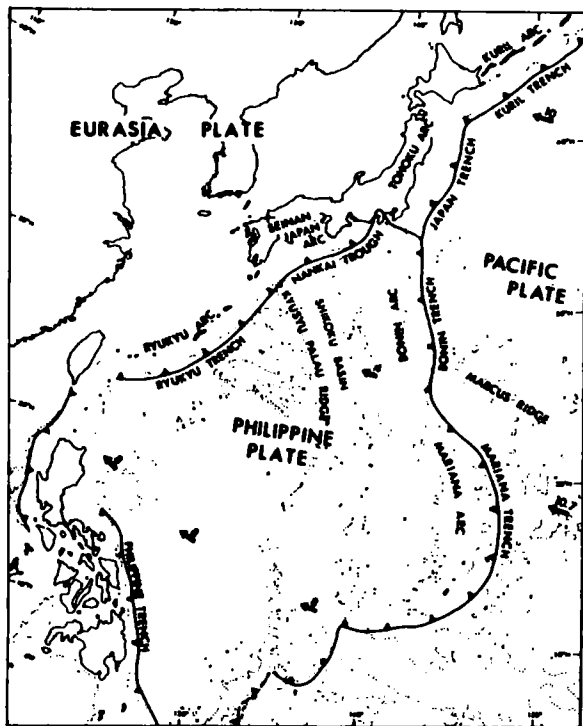 KURIL ARC
KURIL TRENCH
EURASIA PLATE
TOHOKU ARC
JAPAN TRENCH
SEINAN
JAPAN
ARC
NANKAI TROUGH
PACIFIC
PLATE
RYUKYU ARC
RYUKYU TRENCH
KYUSYU PALAU RIDGE
SHIKOKU BASIN
BONIN ARC
BONIN TRENCH
MARCUS RIDGE
PHILIPPINE
PLATE
MARIANA ARC
MARIANA TRENCH
PHILIPPINE TRENCH